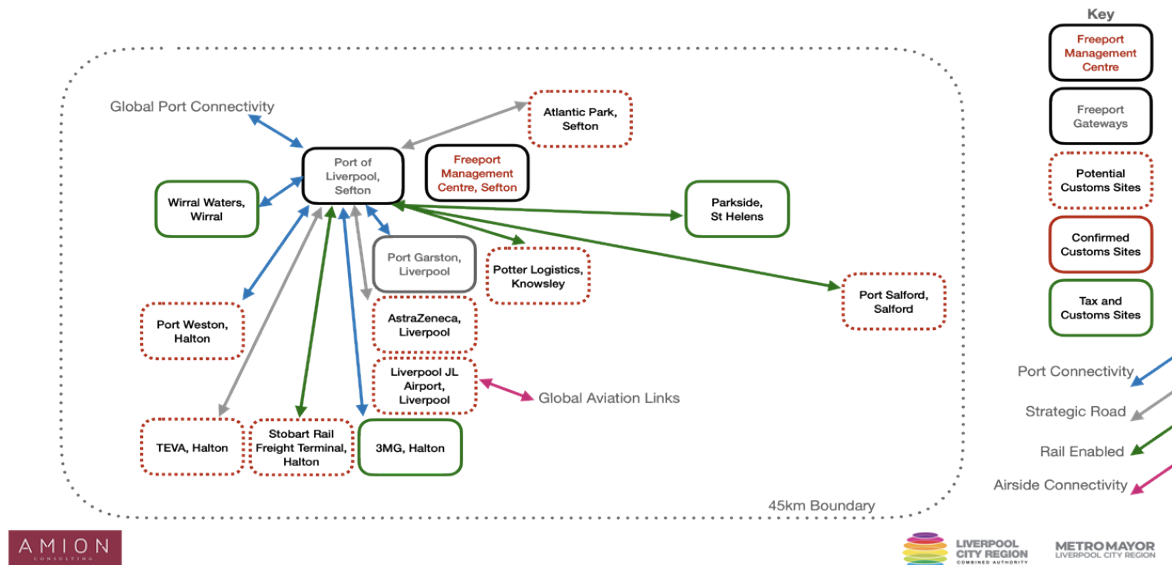 Key
Freeport
Management
Centre
Freeport
Gateways
Potential
Customs Sites
Confirmed
Customs Sites
Tax and
Customs Sites
Port Connectivity
Strategic Road
Rail Enabled
Airside Connectivity
Global Port Connectivity
Atlantic Park,
Sefton
Port of
Liverpool,
Sefton
Freeport
Management
Centre, Sefton
Wirral Waters,
Wirral
Parkside,
St Helens
Port Garston,
Liverpool
Potter Logistics,
Knowsley
Port Salford,
Salford
Port Weston,
Halton
AstraZeneca,
Liverpool
Liverpool JL
Airport,
Liverpool
Global Aviation Links
TEVA, Halton
Stobart Rail
Freight Terminal,
Halton
3MG, Halton
45km Boundary
AMION
CONSULTING
LIVERPOOL
CITY REGION
COMBINED AUTHORITY
METROMAYOR
LIVERPOOL CITY REGION